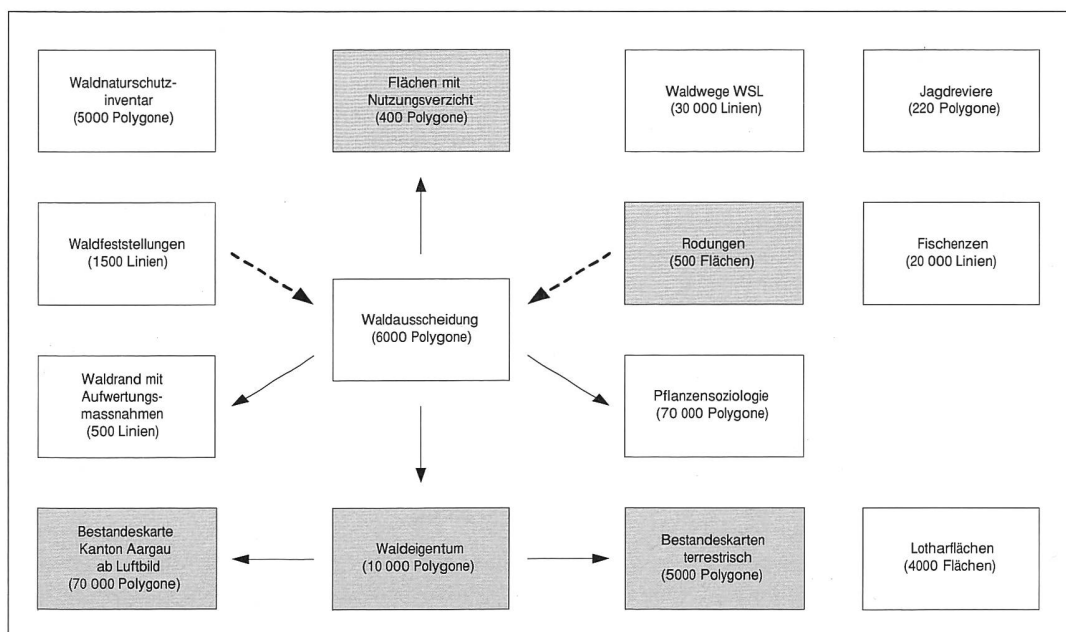 Waldnaturschutz-
inventar
(5000 Polygone)
Flächen mit
Nutzungsverzicht
(400 Polygone)
Waldwege WSL
(30 000 Linien)
Jagdreviere
(220 Polygone)
Waldfeststellungen
(1500 Linien)
Rodungen
(500 Flächen)
Fischenzen
(20 000 Linien)
Waldausscheidung
(6000 Polygone)
Waldrand mit
Aufwertungs-
massnahmen
(500 Linien)
Pflanzensoziologie
(70 000 Polygone)
Bestandeskarte
Kanton Aargau
ab Luftbild
(70 000 Polygone)
Waldeigentum
(10 000 Polygone)
Bestandeskarten
terrestrisch
(5000 Polygone)
Lotharflächen
(4000 Flächen)